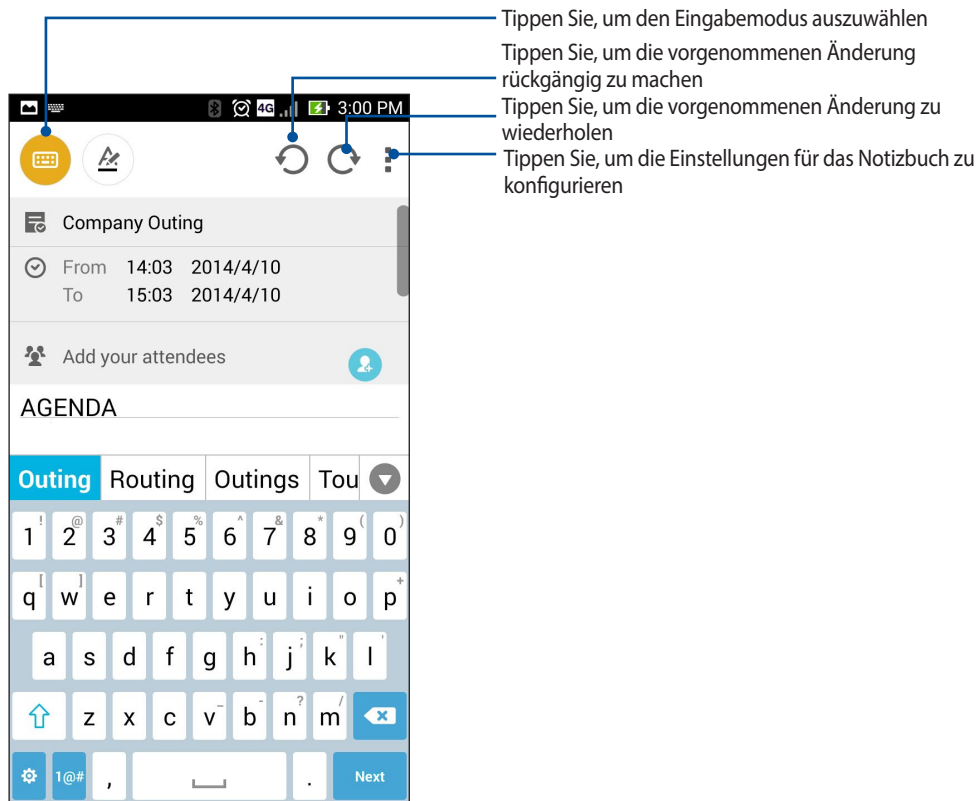 Tippen Sie, um den Eingabemodus auszuwählen
Tippen Sie, um die vorgenommenen Änderung
rückgängig zu machen
Tippen Sie, um die vorgenommenen Änderung zu
wiederholen
Tippen Sie, um die Einstellungen für das Notizbuch zu
konfigurieren
4G 3:00 PM
Company Outing
From 14:03 2014/4/10
To 15:03 2014/4/10
Add your attendees
AGENDA
Outing Routing Outings Tou
1 ! 2 @ 3 # 4 $ 5 % 6 ^ 7 & 8 * 9 ( 0 )
q [ w ] e r t y u i o p +
a s d f g h : j ; k " l '
z x c v - b - n ? m /
1@# , . Next